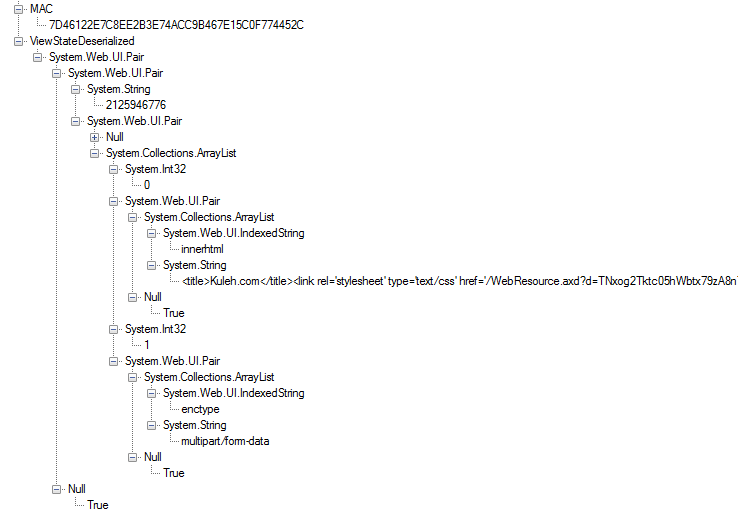 MAC
7D46122E7C8EE2B3E74ACC9B467E15C0F774452C
ViewStateDeserialized
System.Web.UI.Pair
System.Web.UI.Pair
System.String
2125946776
System.Web.UI.Pair
Null
System.Collections.ArrayList
System.Int32
0
System.Web.UI.Pair
System.Collections.ArrayList
System.Web.UI.IndexedString
innerhtml
System.String
<title>Kuleh.com</title><link rel='stylesheet' type='text/css' href='/WebResource.axd?d=TNxog2Tktc05hWbtx79zA8n
Null
True
System.Int32
1
System.Web.UI.Pair
System.Collections.ArrayList
System.Web.UI.IndexedString
enctype
System.String
multipart/form-data
Null
True
Null
True